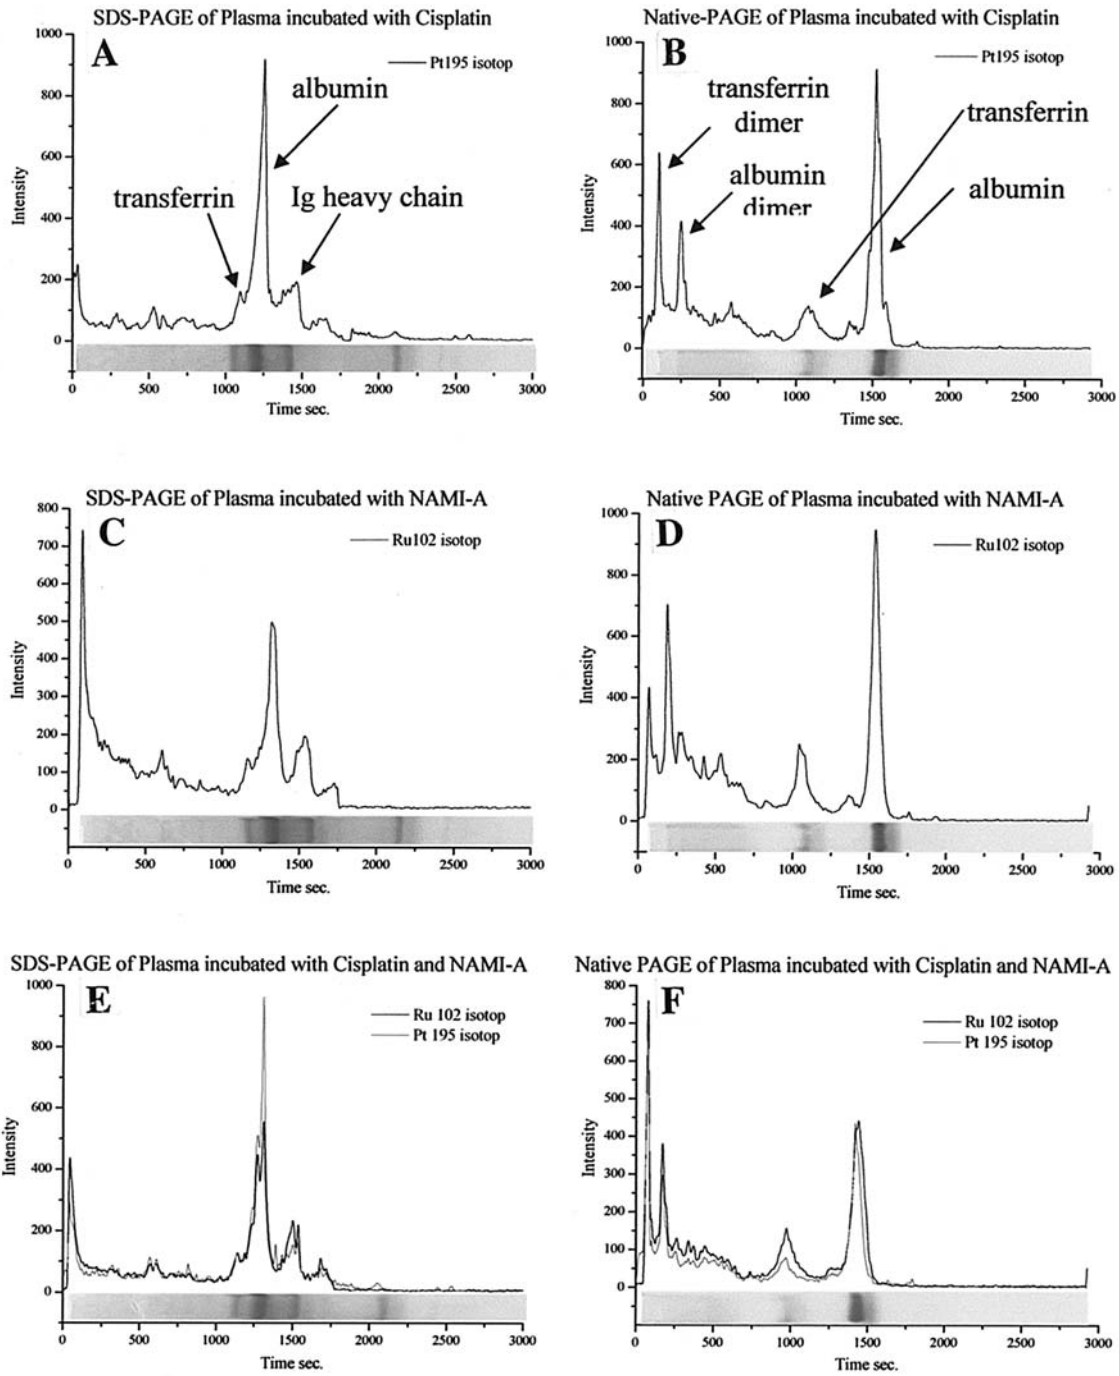 SDS-PAGE of Plasma incubated with Cisplatin
A
Pt195 isotop
albumin
transferrin
Ig heavy chain
Intensity
1000
800
600
400
200
0
0 500 1000 1500 2000 2500 3000
Time sec.
Native-PAGE of Plasma incubated with Cisplatin
B
Pt195 isotop
transferrin
dimer
transferrin
albumin
dimer
albumin
Intensity
1000
800
600
400
200
0
0 500 1000 1500 2000 2500 3000
Time sec.
SDS-PAGE of Plasma incubated with NAMI-A
C
Ru102 isotop
Intensity
800
700
600
500
400
300
200
100
0
0 500 1000 1500 2000 2500 3000
Time sec.
Native PAGE of Plasma incubated with NAMI-A
D
Ru102 isotop
Intensity
1000
800
600
400
200
0
0 500 1000 1500 2000 2500 3000
Time sec.
SDS-PAGE of Plasma incubated with Cisplatin and NAMI-A
E
Ru 102 isotop
Pt 195 isotop
Intensity
1000
800
600
400
200
0
0 500 1000 1500 2000 2500 3000
Time sec.
Native PAGE of Plasma incubated with Cisplatin and NAMI-A
F
Ru 102 isotop
Pt 195 isotop
Intensity
800
700
600
500
400
300
200
100
0
0 500 1000 1500 2000 2500 3000
Time sec.